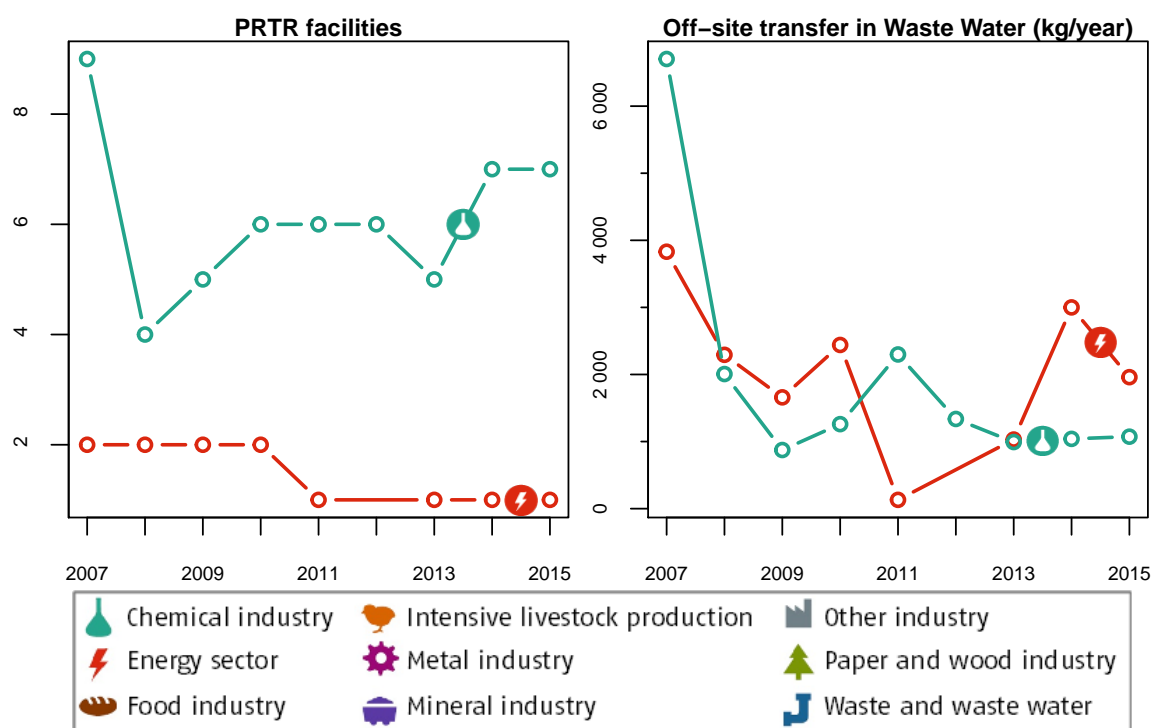 PRTR facilities
Off−site transfer in Waste Water (kg/year)
8
6
4
2
6 000
4 000
2 000
0
2007 2009 2011 2013 2015
2007 2009 2011 2013 2015
Chemical industry Intensive livestock production Other industry
Energy sector Metal industry Paper and wood industry
Food industry Mineral industry Waste and waste water